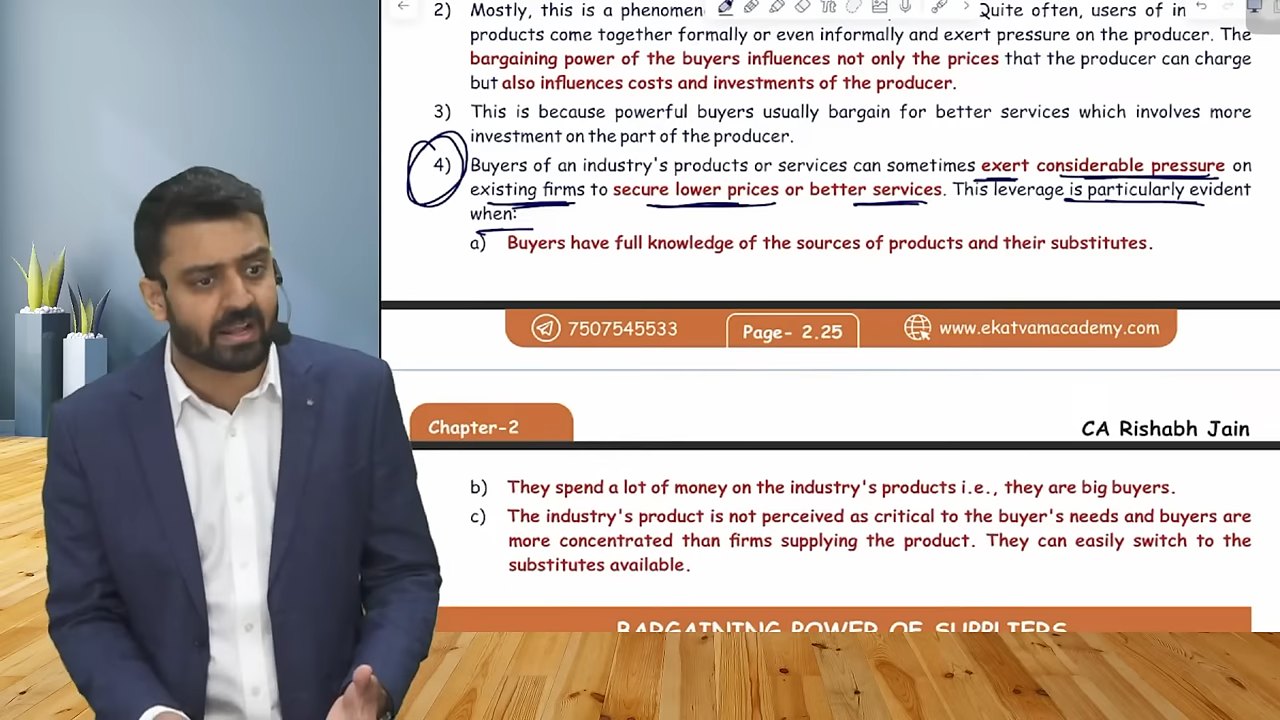 2) Mostly, this is a phenomen Quite often, users of in
products come together formally or even informally and exert pressure on the producer. The
bargaining power of the buyers influences not only the prices that the producer can charge
but also influences costs and investments of the producer.
3) This is because powerful buyers usually bargain for better services which involves more
investment on the part of the producer.
4) Buyers of an industry's products or services can sometimes exert considerable pressure on
existing firms to secure lower prices or better services. This leverage is particularly evident
when:
a) Buyers have full knowledge of the sources of products and their substitutes.
7507545533 Page- 2.25 www.ekatvamacademy.com
Chapter-2 CA Rishabh Jain
b) They spend a lot of money on the industry's products i.e., they are big buyers.
c) The industry's product is not perceived as critical to the buyer's needs and buyers are
more concentrated than firms supplying the product. They can easily switch to the
substitutes available.
BARGAINING POWER OF SUPPLIERS